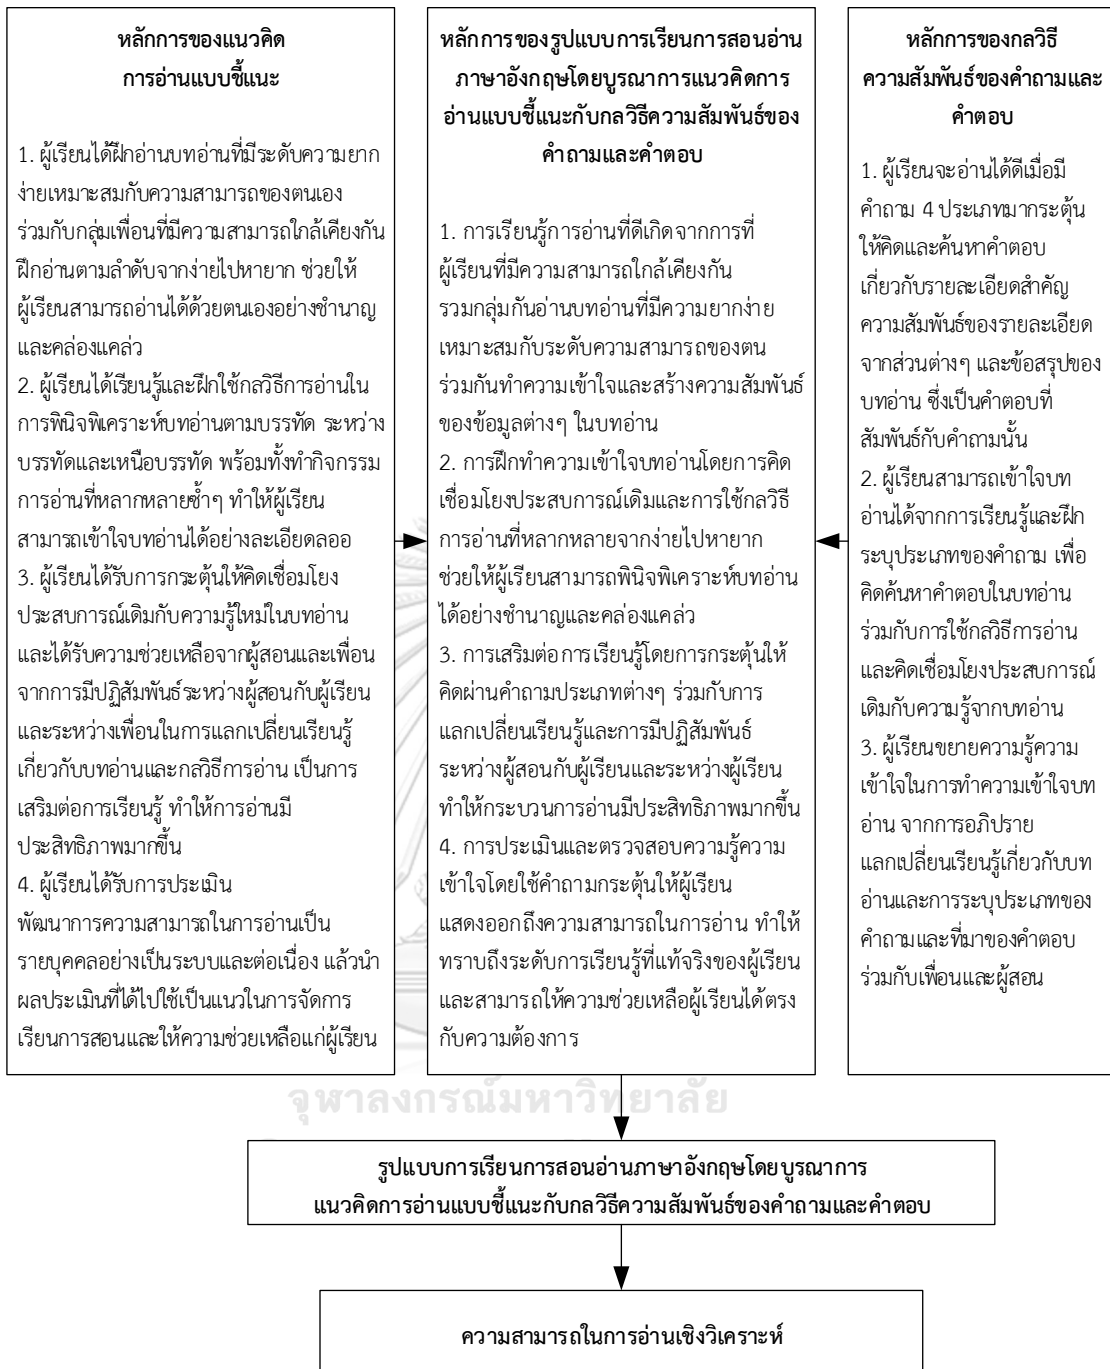 หลักการของแนวคิด
การอ่านแบบชี้แนะ
1. ผู้เรียนได้ฝึกอ่านบทอ่านที่มีระดับความยาก
ง่ายเหมาะสมกับความสามารถของตนเอง
ร่วมกับกลุ่มเพื่อนที่มีความสามารถใกล้เคียงกัน
ฝึกอ่านตามลำดับจากง่ายไปหายาก ช่วยให้
ผู้เรียนสามารถอ่านได้ด้วยตนเองอย่างชำนาญ
และคล่องแคล่ว
2. ผู้เรียนได้เรียนรู้และฝึกใช้กลวิธีการอ่านใน
การพินิจพิเคราะห์บทอ่านตามบรรทัด ระหว่าง
บรรทัดและเหนือบรรทัด พร้อมทั้งทำกิจกรรม
การอ่านที่หลากหลายซ้ำๆ ทำให้ผู้เรียน
สามารถเข้าใจบทอ่านได้อย่างละเอียดลออ
3. ผู้เรียนได้รับการกระตุ้นให้คิดเชื่อมโยง
ประสบการณ์เดิมกับความรู้ใหม่ในบทอ่าน
และได้รับความช่วยเหลือจากผู้สอนและเพื่อน
จากการมีปฏิสัมพันธ์ระหว่างผู้สอนกับผู้เรียน
และระหว่างเพื่อนในการแลกเปลี่ยนเรียนรู้
เกี่ยวกับบทอ่านและกลวิธีการอ่าน เป็นการ
เสริมต่อการเรียนรู้ ทำให้การอ่านมี
ประสิทธิภาพมากขึ้น
4. ผู้เรียนได้รับการประเมิน
พัฒนาการความสามารถในการอ่านเป็น
รายบุคคลอย่างเป็นระบบและต่อเนื่อง แล้วนำ
ผลประเมินที่ได้ไปใช้เป็นแนวในการจัดการ
เรียนการสอนและให้ความช่วยเหลือแก่ผู้เรียน
หลักการของรูปแบบการเรียนการสอนอ่าน
ภาษาอังกฤษโดยบูรณาการแนวคิดการ
อ่านแบบชี้แนะกับกลวิธีความสัมพันธ์ของ
คำถามและคำตอบ
1. การเรียนรู้การอ่านที่ดีเกิดจากการที่
ผู้เรียนที่มีความสามารถใกล้เคียงกัน
รวมกลุ่มกันอ่านบทอ่านที่มีความยากง่าย
เหมาะสมกับระดับความสามารถของตน
ร่วมกันทำความเข้าใจและสร้างความสัมพันธ์
ของข้อมูลต่างๆ ในบทอ่าน
2. การฝึกทำความเข้าใจบทอ่านโดยการคิด
เชื่อมโยงประสบการณ์เดิมและการใช้กลวิธี
การอ่านที่หลากหลายจากง่ายไปหายาก
ช่วยให้ผู้เรียนสามารถพินิจพิเคราะห์บทอ่าน
ได้อย่างชำนาญและคล่องแคล่ว
3. การเสริมต่อการเรียนรู้โดยการกระตุ้นให้
คิดผ่านคำถามประเภทต่างๆ ร่วมกับการ
แลกเปลี่ยนเรียนรู้และการมีปฏิสัมพันธ์
ระหว่างผู้สอนกับผู้เรียนและระหว่างผู้เรียน
ทำให้กระบวนการอ่านมีประสิทธิภาพมากขึ้น
4. การประเมินและตรวจสอบความรู้ความ
เข้าใจโดยใช้คำถามกระตุ้นให้ผู้เรียน
แสดงออกถึงความสามารถในการอ่าน ทำให้
ทราบถึงระดับการเรียนรู้ที่แท้จริงของผู้เรียน
และสามารถให้ความช่วยเหลือผู้เรียนได้ตรง
กับความต้องการ
หลักการของกลวิธี
ความสัมพันธ์ของคำถามและ
คำตอบ
1. ผู้เรียนจะอ่านได้ดีเมื่อมี
คำถาม 4 ประเภทมากระตุ้น
ให้คิดและค้นหาคำตอบ
เกี่ยวกับรายละเอียดสำคัญ
ความสัมพันธ์ของรายละเอียด
จากส่วนต่างๆ และข้อสรุปของ
บทอ่าน ซึ่งเป็นคำตอบที่
สัมพันธ์กับคำถามนั้น
2. ผู้เรียนสามารถเข้าใจบท
อ่านได้จากการเรียนรู้และฝึก
ระบุประเภทของคำถาม เพื่อ
คิดค้นหาคำตอบในบทอ่าน
ร่วมกับการใช้กลวิธีการอ่าน
และคิดเชื่อมโยงประสบการณ์
เดิมกับความรู้จากบทอ่าน
3. ผู้เรียนขยายความรู้ความ
เข้าใจในการทำความเข้าใจบท
อ่าน จากการอภิปราย
แลกเปลี่ยนเรียนรู้เกี่ยวกับบท
อ่านและการระบุประเภทของ
คำถามและที่มาของคำตอบ
ร่วมกับเพื่อนและผู้สอน
จุฬาลงกรณ์มหาวิทยาลัย
รูปแบบการเรียนการสอนอ่านภาษาอังกฤษโดยบูรณาการ
แนวคิดการอ่านแบบชี้แนะกับกลวิธีความสัมพันธ์ของคำถามและคำตอบ
ความสามารถในการอ่านเชิงวิเคราะห์